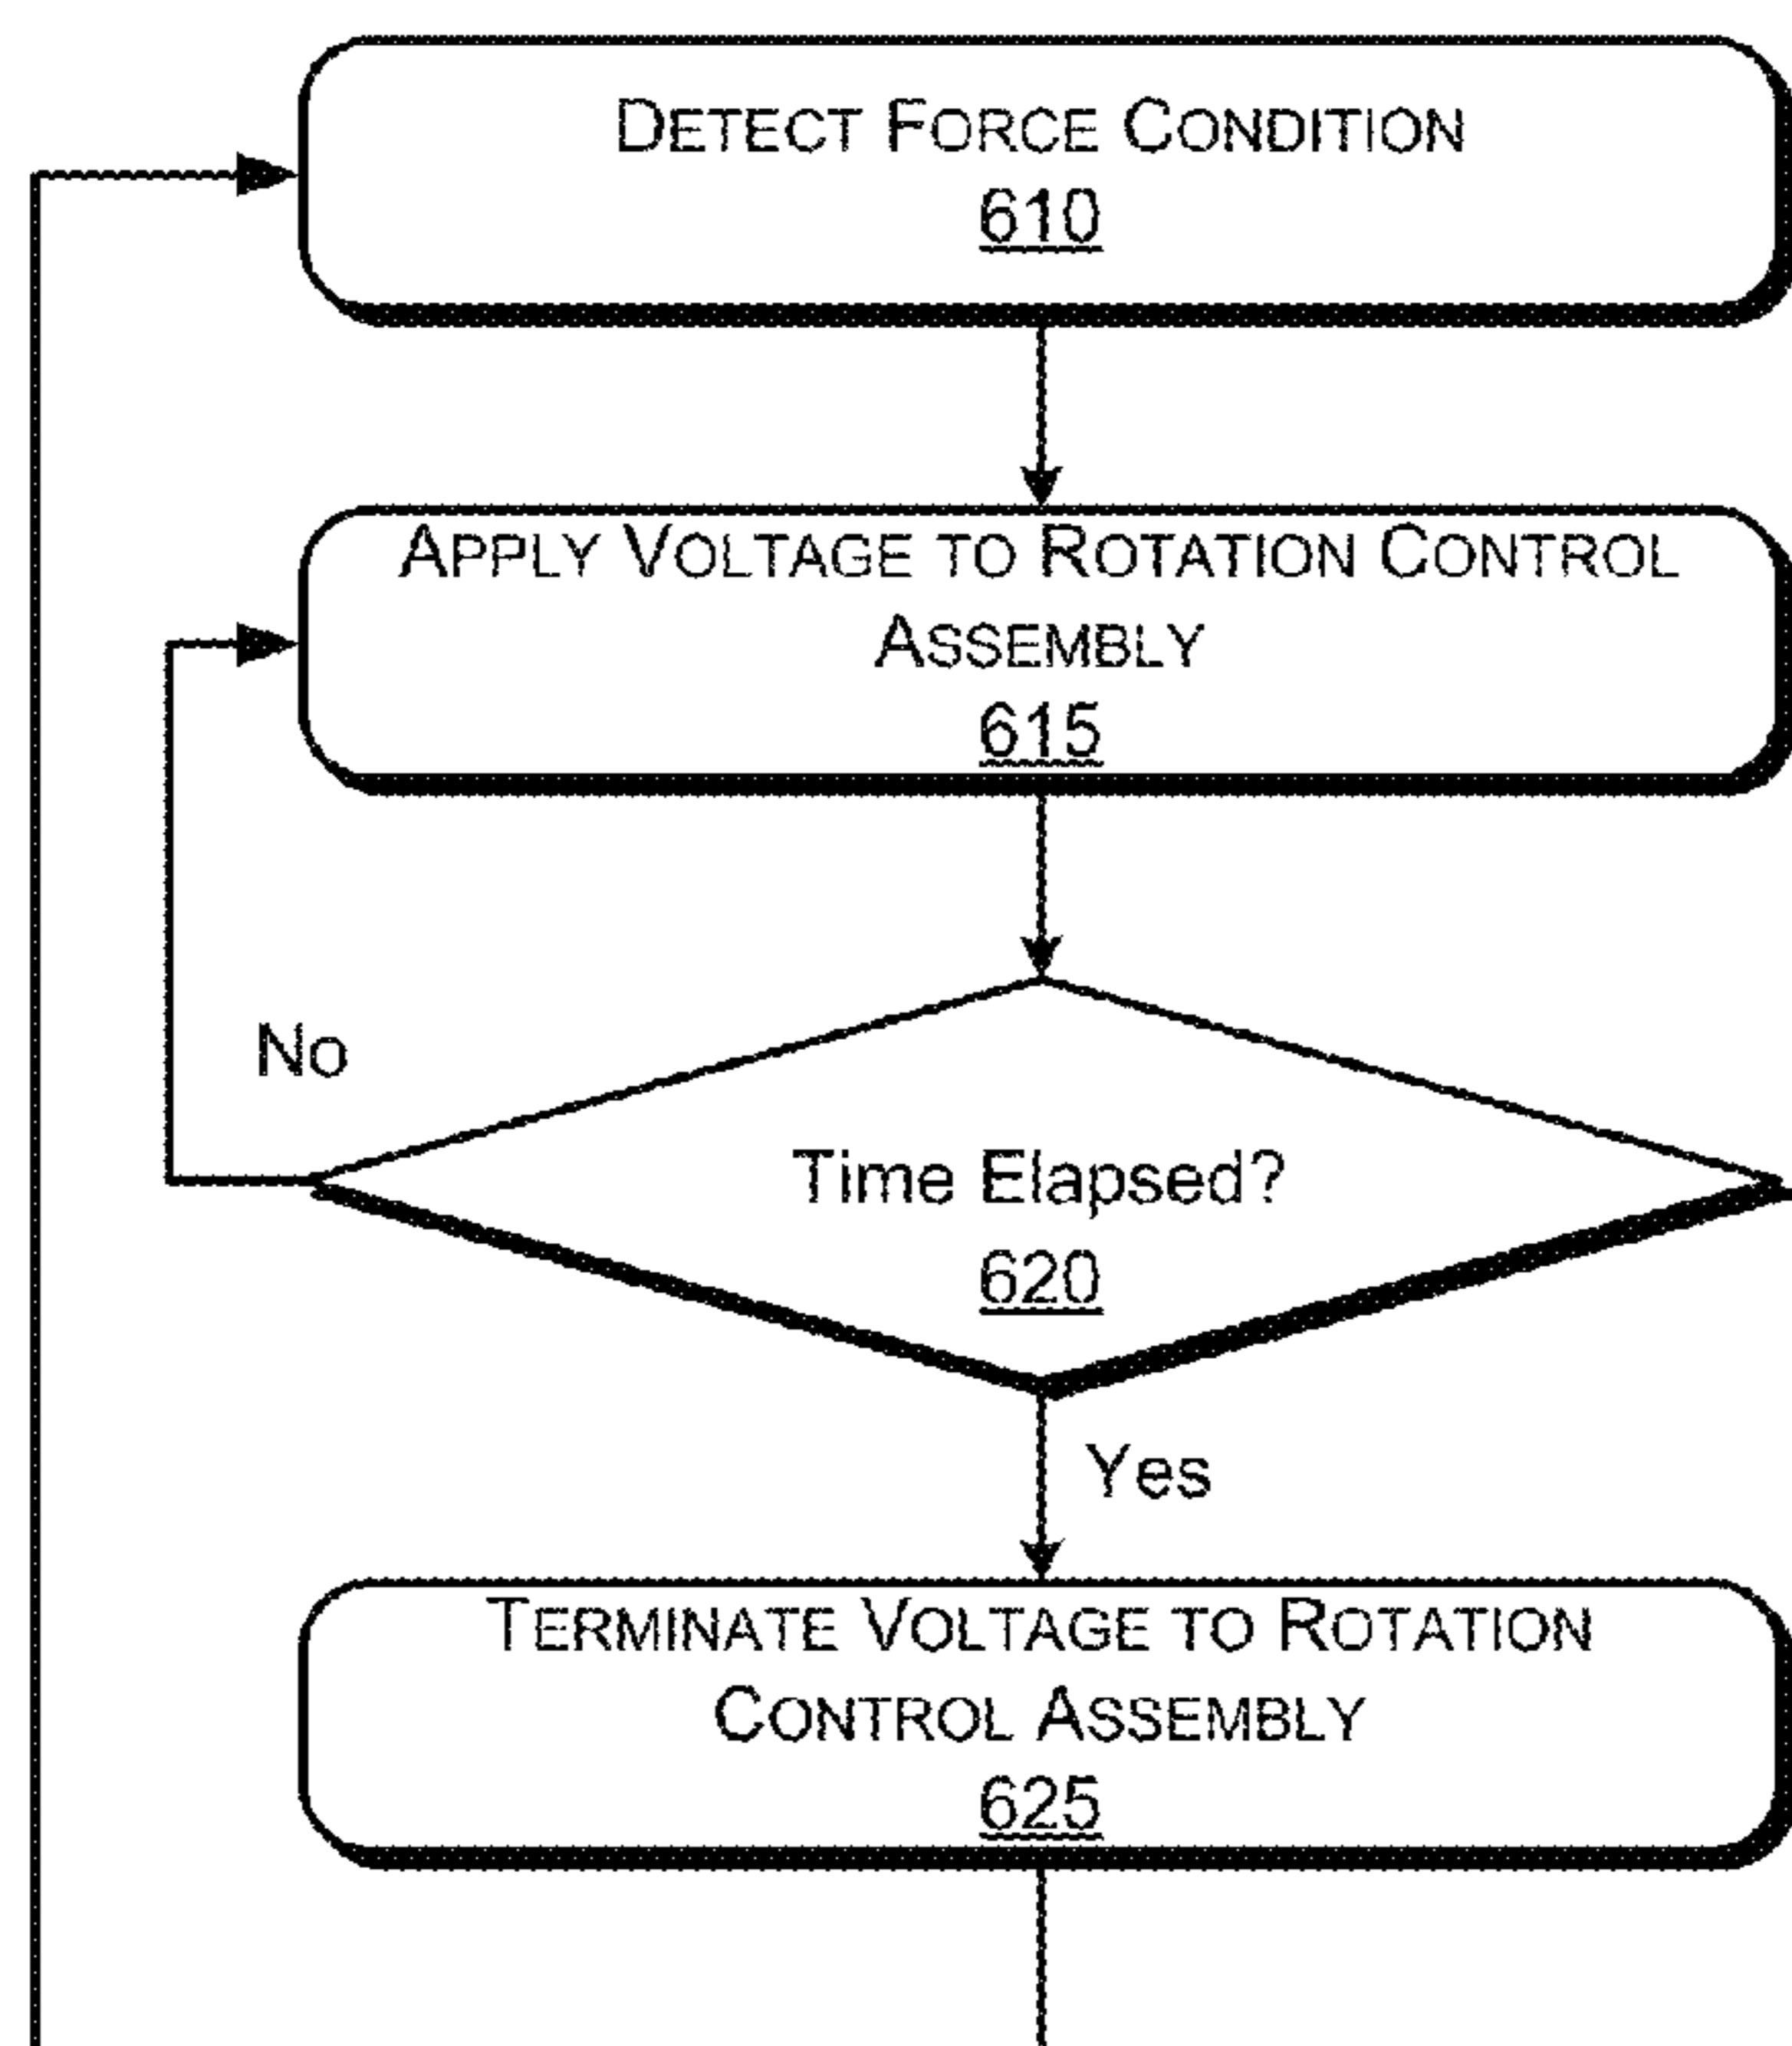 DETECT FORCE CONDITION
610
APPLY VOLTAGE TO ROTATION CONTROL
ASSEMBLY
615
No
Time Elapsed?
620
Yes
TERMINATE VOLTAGE TO ROTATION
CONTROL ASSEMBLY
625